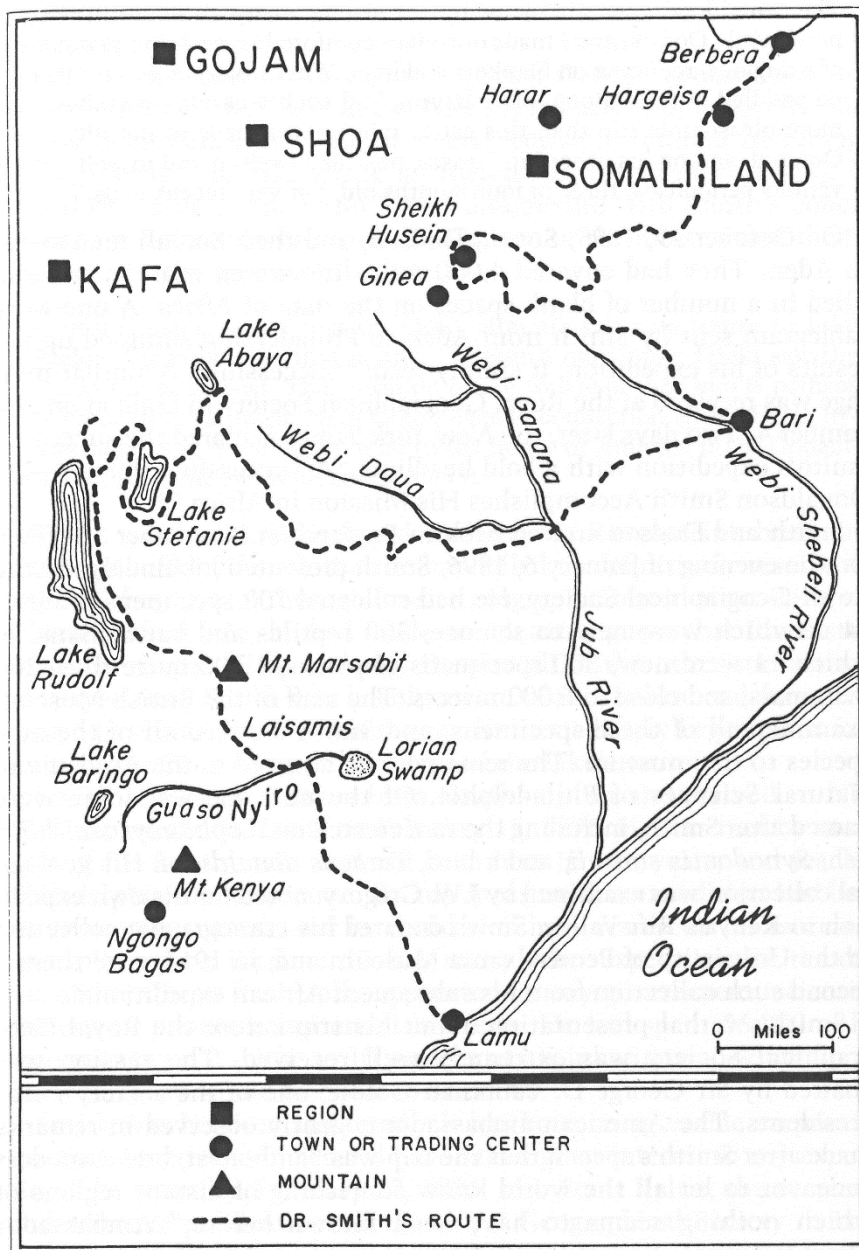 Berbera
GOJAM
Harar
Hargeisa
SHOA
SOMALILAND
Sheikh
Husein
Ginea
KAFA
Lake
Abaya
Webi Ganana
Bari
Webi Daua
Webi Shebeli River
Lake
Stefanie
Lake
Rudolf
Mt. Marsabit
Jub River
Laisamis
Lorian
Swamp
Lake
Baringo
Guaso Nyiro
Mt. Kenya
Ngongo
Bagas
Indian
Ocean
Lamu
0 Miles 100
REGION
TOWN OR TRADING CENTER
MOUNTAIN
DR. SMITH'S ROUTE